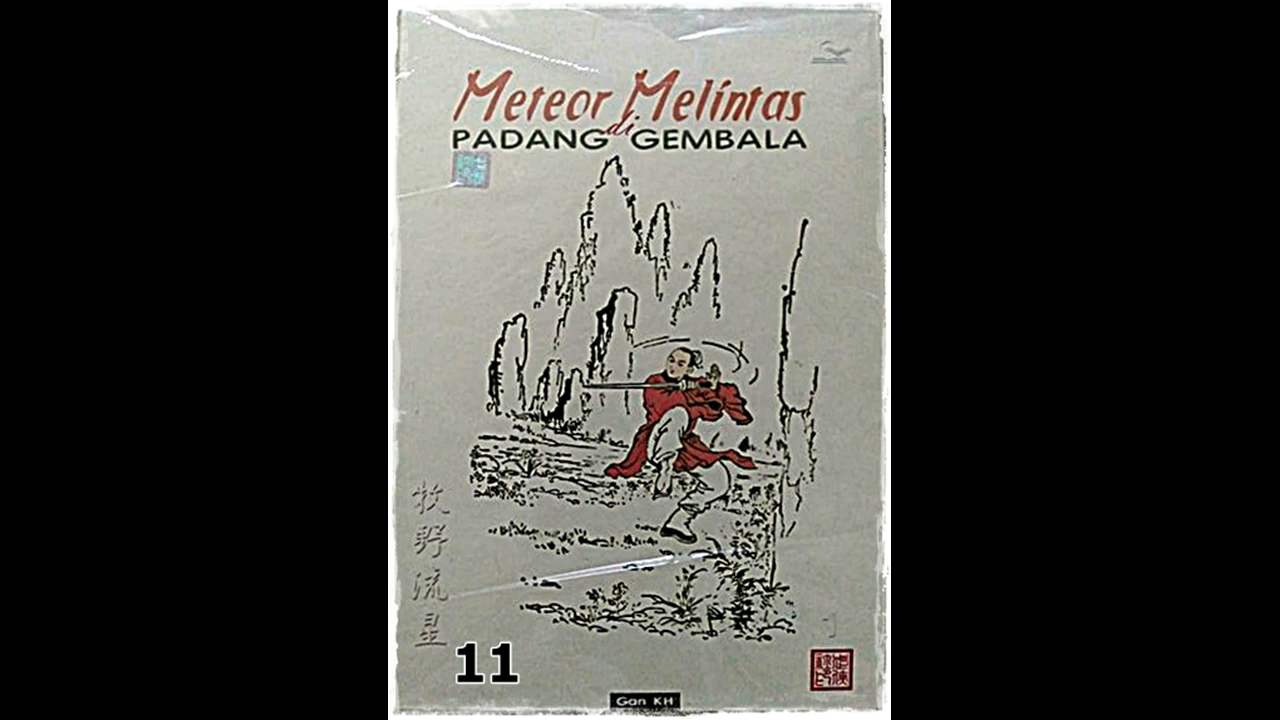 Meteor Melintas
di
PADANG GEMBALA
牧野流星
11
Gan KH